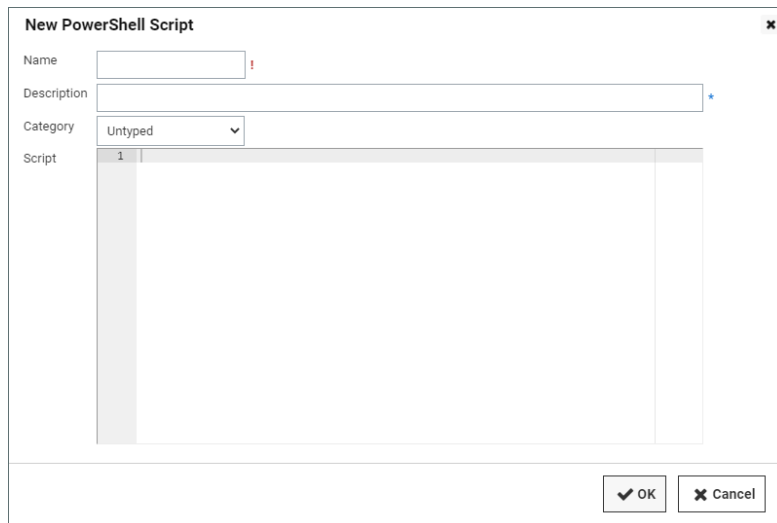 New PowerShell Script
Name !
Description *
Category Untyped
Script 1
OK Cancel